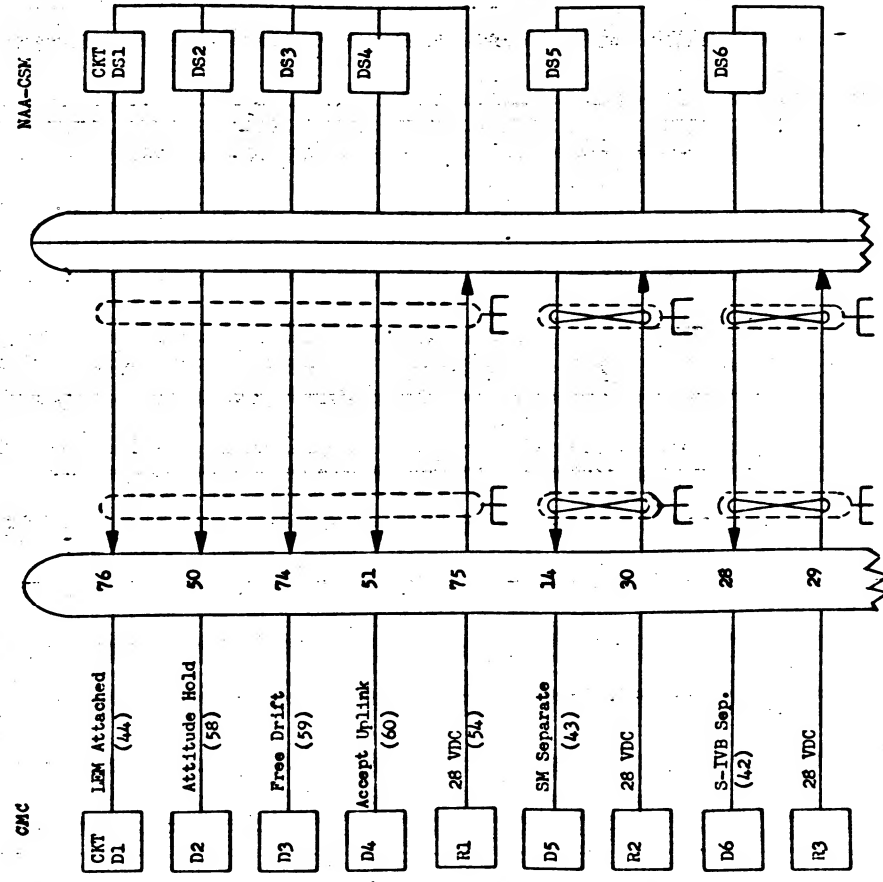 CMC
NAA-CSM
CKT
D1
LEM Attached
(44)
76
CKT
DS1
D2
Attitude Hold
(58)
50
DS2
D3
Free Drift
(59)
74
DS3
D4
Accept Uplink
(60)
51
DS4
R1
28 VDC
(54)
75
D5
SM Separate
(43)
14
DS5
R2
28 VDC
30
D6
S-IVB Sep.
(42)
28
DS6
R3
28 VDC
29